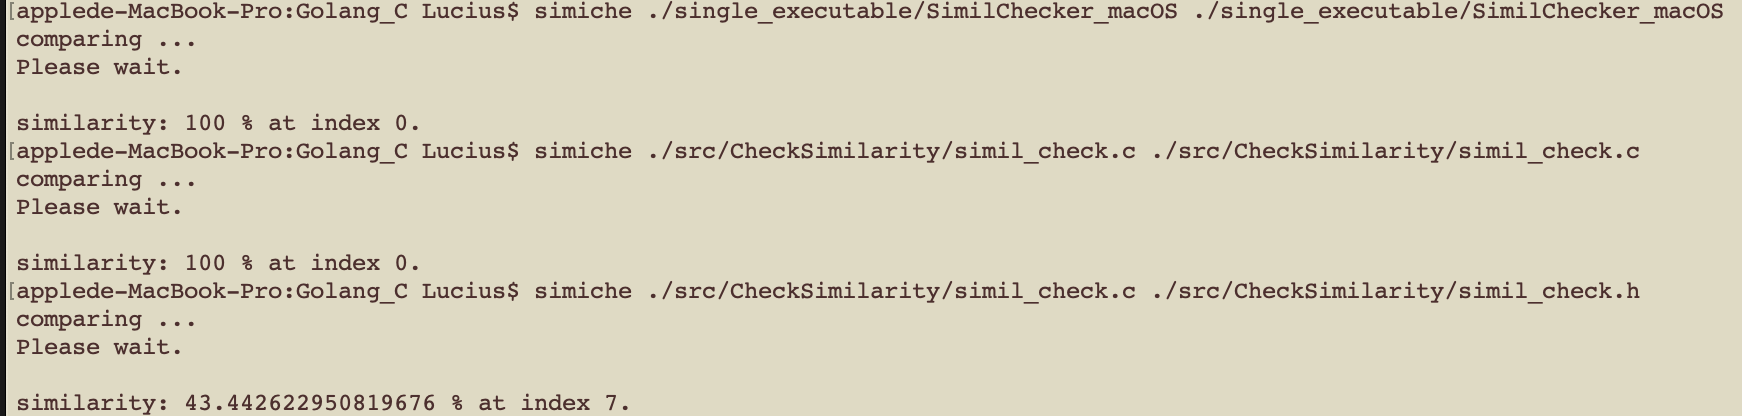 [applede-MacBook-Pro:Golang_C Lucius$ simiche ./single_executable/SimilChecker_macOS ./single_executable/SimilChecker_macOS
comparing ...
Please wait.
similarity: 100 % at index 0.
[applede-MacBook-Pro:Golang_C Lucius$ simiche ./src/CheckSimilarity/simil_check.c ./src/CheckSimilarity/simil_check.c
comparing ...
Please wait.
similarity: 100 % at index 0.
[applede-MacBook-Pro:Golang_C Lucius$ simiche ./src/CheckSimilarity/simil_check.c ./src/CheckSimilarity/simil_check.h
comparing ...
Please wait.
similarity: 43.442622950819676 % at index 7.